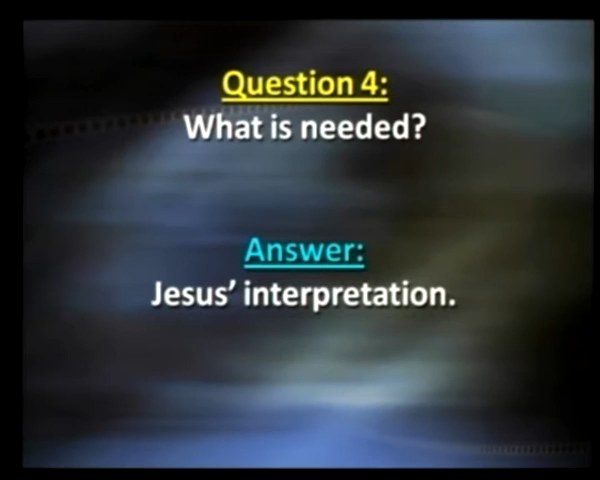 Question 4:
What is needed?
Answer:
Jesus’ interpretation.